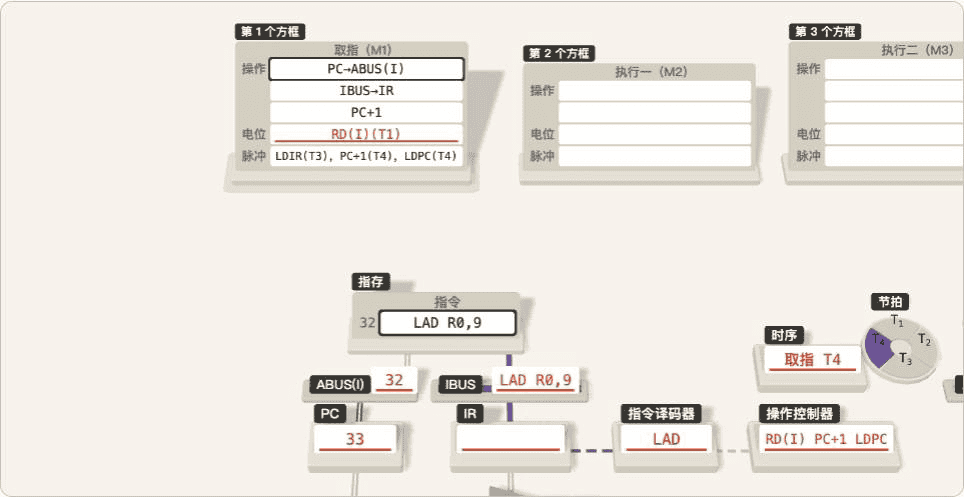 第 1 个方框
取指（M1）
操作
PC→ABUS(I)
IBUS→IR
PC+1
电位
RD(I)(T1)
脉冲
LDIR(T3), PC+1(T4), LDPC(T4)
第 2 个方框
执行一（M2）
操作
电位
脉冲
第 3 个方框
执行二（M3）
操作
电位
脉冲
指存
指令
32
LAD R0,9
ABUS(I)
32
IBUS
LAD R0,9
PC
33
IR
指令译码器
LAD
操作控制器
RD(I) PC+1 LDPC
时序
取指 T4
节拍
T1
T2
T3
T4